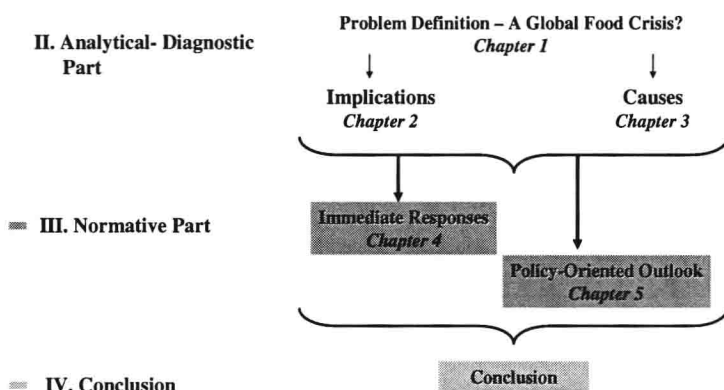 Problem Definition – A Global Food Crisis?
II. Analytical- Diagnostic
Part
Chapter 1
Implications
Causes
Chapter 2
Chapter 3
Immediate Responses
III. Normative Part
Chapter 4
Policy-Oriented Outlook
Chapter 5
Conclusion
IV. Conclusion